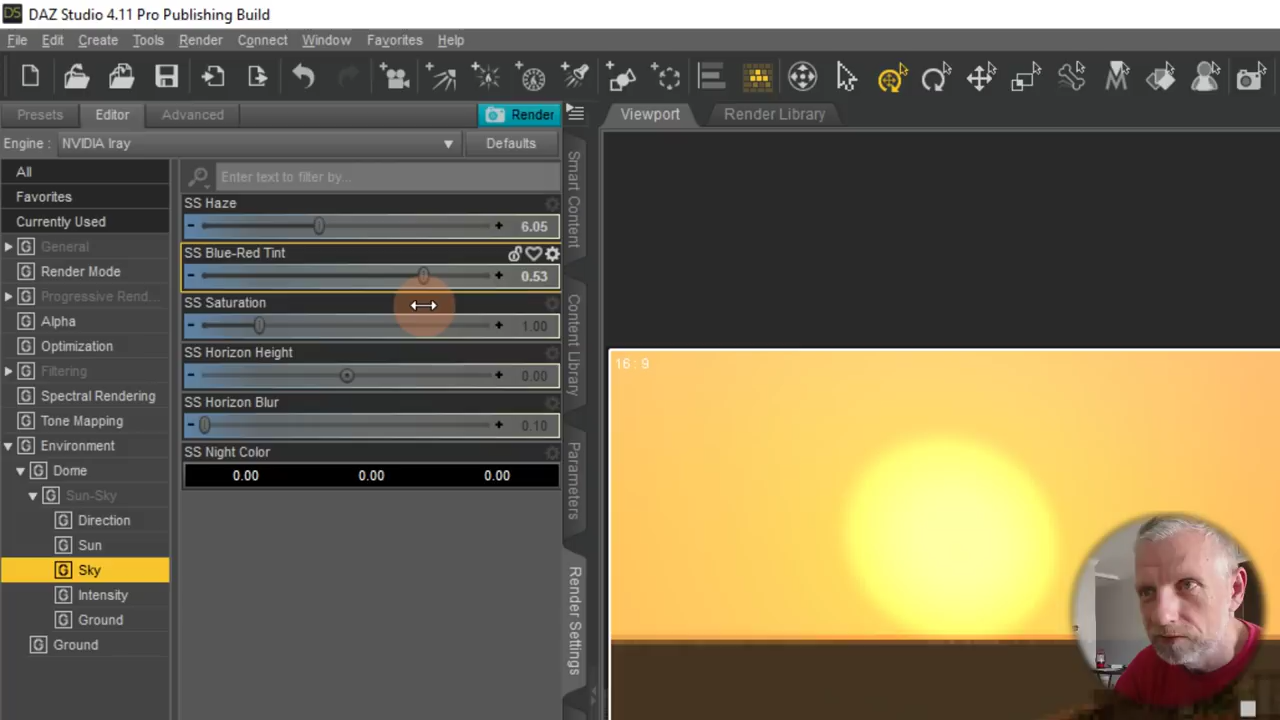 DAZ Studio 4.11 Pro Publishing Build
File Edit Create Tools Render Connect Window Favorites Help
Presets Editor Advanced Render
Viewport Render Library
Engine : NVIDIA Iray Defaults
All
Favorites
Currently Used
General
Render Mode
Progressive Rend...
Alpha
Optimization
Filtering
Spectral Rendering
Tone Mapping
Environment
Dome
Sun-Sky
Direction
Sun
Sky
Intensity
Ground
Ground
Enter text to filter by...
SS Haze
6.05
SS Blue-Red Tint
0.53
SS Saturation
1.00
SS Horizon Height
0.00
SS Horizon Blur
0.10
SS Night Color
0.00 0.00 0.00
Smart Content
Content Library
Parameters
Render Settings
16 : 9